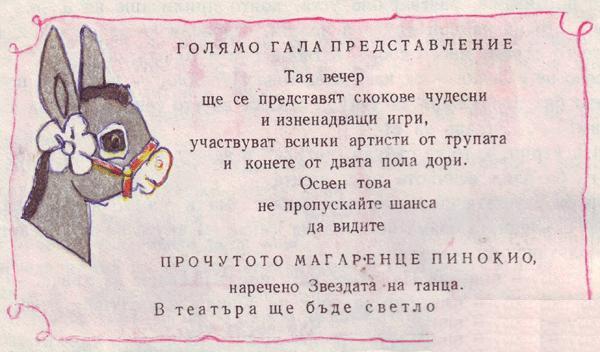 ГОЛЯМО ГАЛА ПРЕДСТАВЛЕНИЕ
Тая вечер
ще се представят скокове чудесни
и изненадващи игри,
участвуват всички артисти от трупата
и конете от двата пола дори.
Освен това
не пропускайте шанса
да видите
ПРОЧУТОТО МАГАРЕНЦЕ ПИНОКИО,
наречено Звездата на танца.
В театъра ще бъде светло